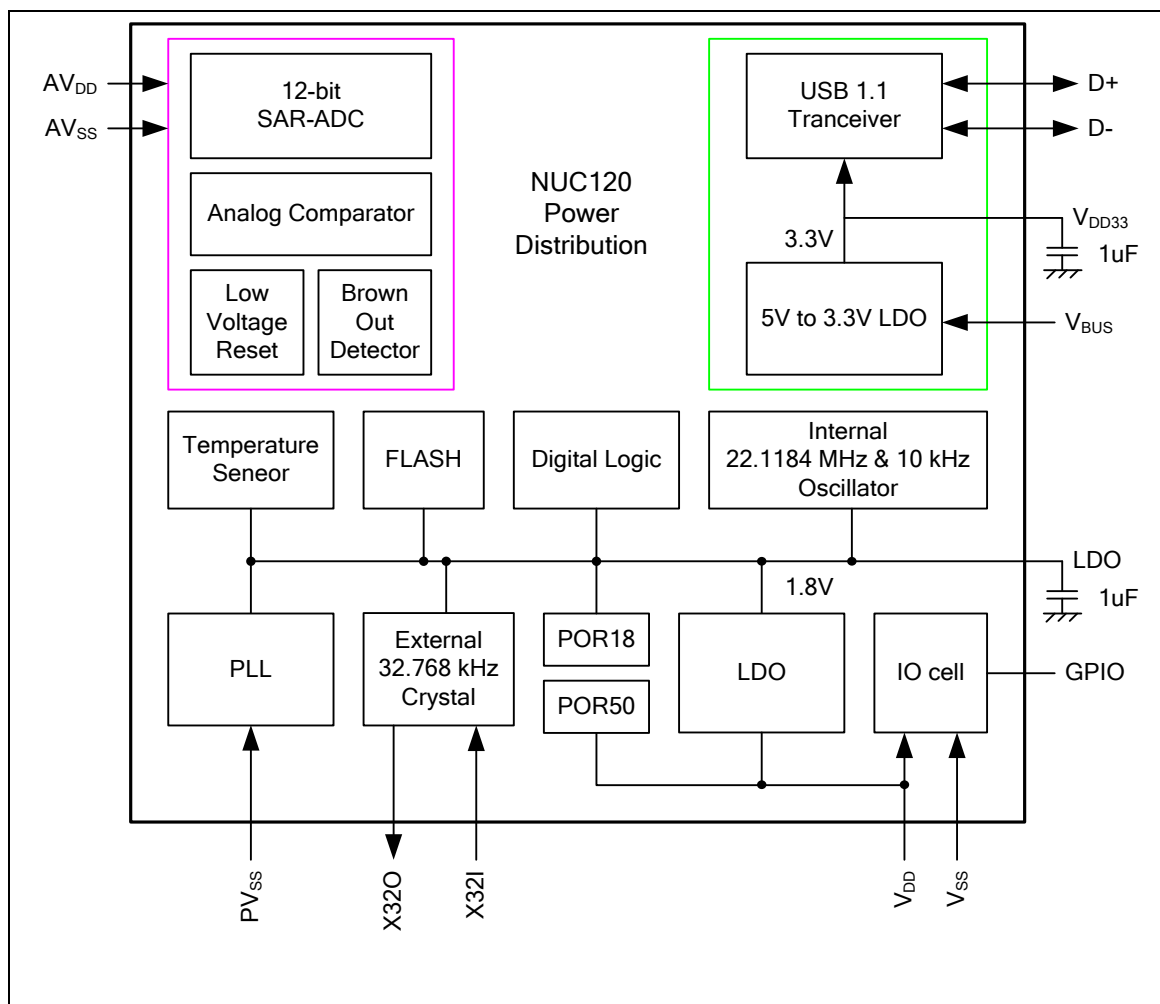 AVDD
AVSS
12-bit
SAR-ADC
Analog Comparator
Low
Voltage
Reset
Brown
Out
Detector
NUC120
Power
Distribution
USB 1.1
Tranceiver
D+
D-
3.3V
VDD33
1uF
5V to 3.3V LDO
VBUS
Temperature
Seneor
FLASH
Digital Logic
Internal
22.1184 MHz & 10 kHz
Oscillator
LDO
1uF
1.8V
PLL
External
32.768 kHz
Crystal
POR18
POR50
LDO
IO cell
GPIO
PVSS
X32O
X32I
VDD
VSS